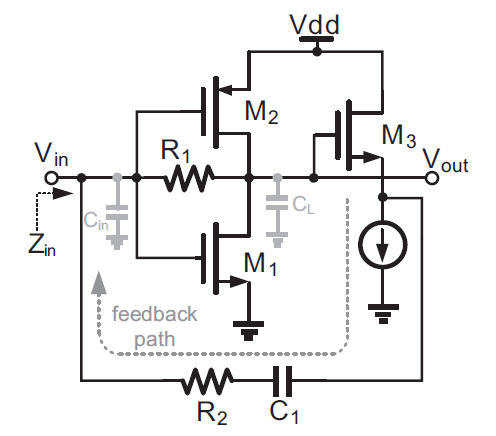 Vdd
M2
R1
M3
Vin
Vout
Cin
CL
Zin
M1
feedback
path
R2
C1